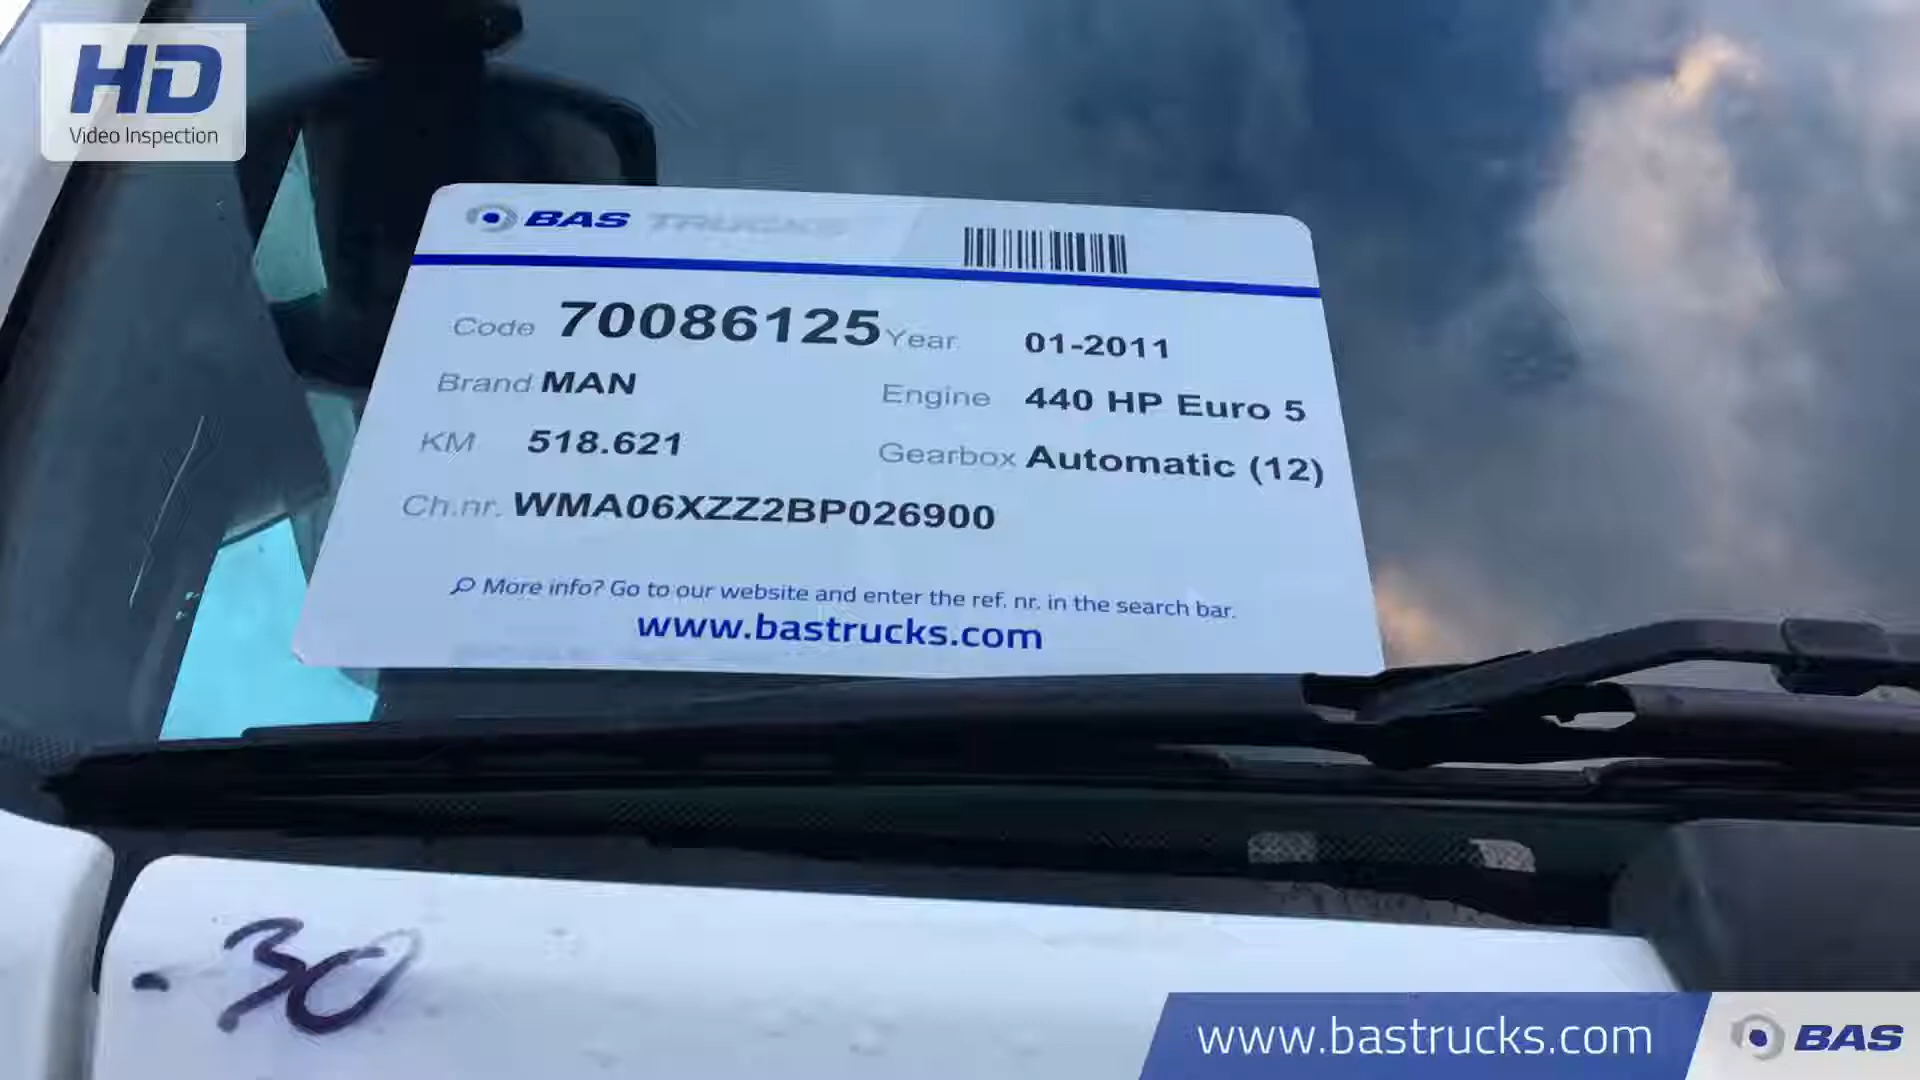 HD
Video Inspection
BAS TRUCKS
Code 70086125 Year 01-2011
Brand MAN Engine 440 HP Euro 5
KM 518.621 Gearbox Automatic (12)
Ch.nr. WMA06XZZ2BP026900
More info? Go to our website and enter the ref. nr. in the search bar.
www.bastrucks.com
-30
www.bastrucks.com BAS